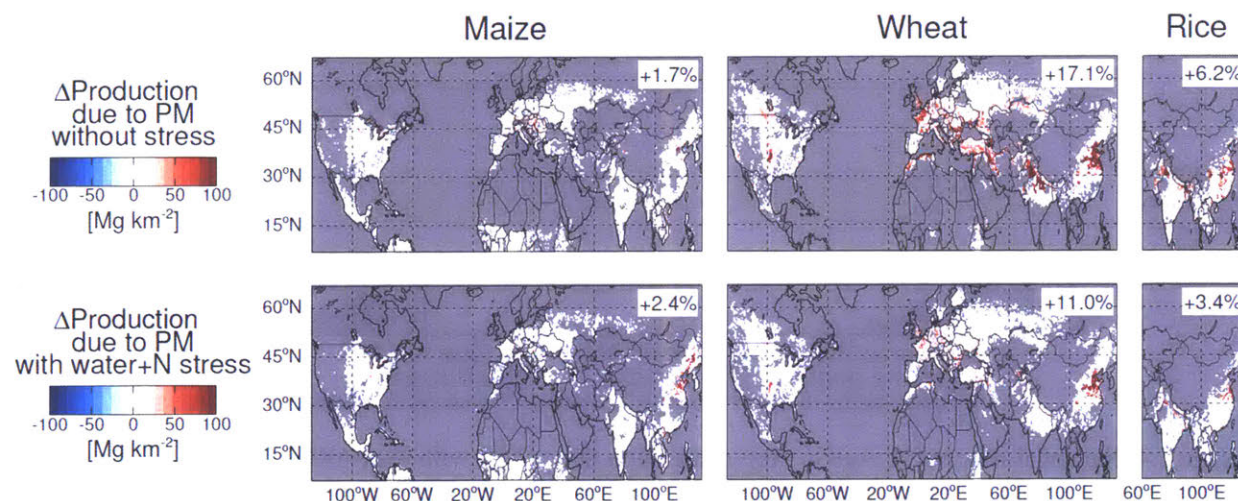 Maize
Wheat
Rice
ΔProduction
due to PM
without stress
-100 -50 0 50 100
[Mg km⁻²]
60°N
45°N
30°N
15°N
+1.7%
+17.1%
+6.2%
ΔProduction
due to PM
with water+N stress
-100 -50 0 50 100
[Mg km⁻²]
60°N
45°N
30°N
15°N
+2.4%
+11.0%
+3.4%
100°W 60°W 20°W 20°E 60°E 100°E
100°W 60°W 20°W 20°E 60°E 100°E
60°E 100°E